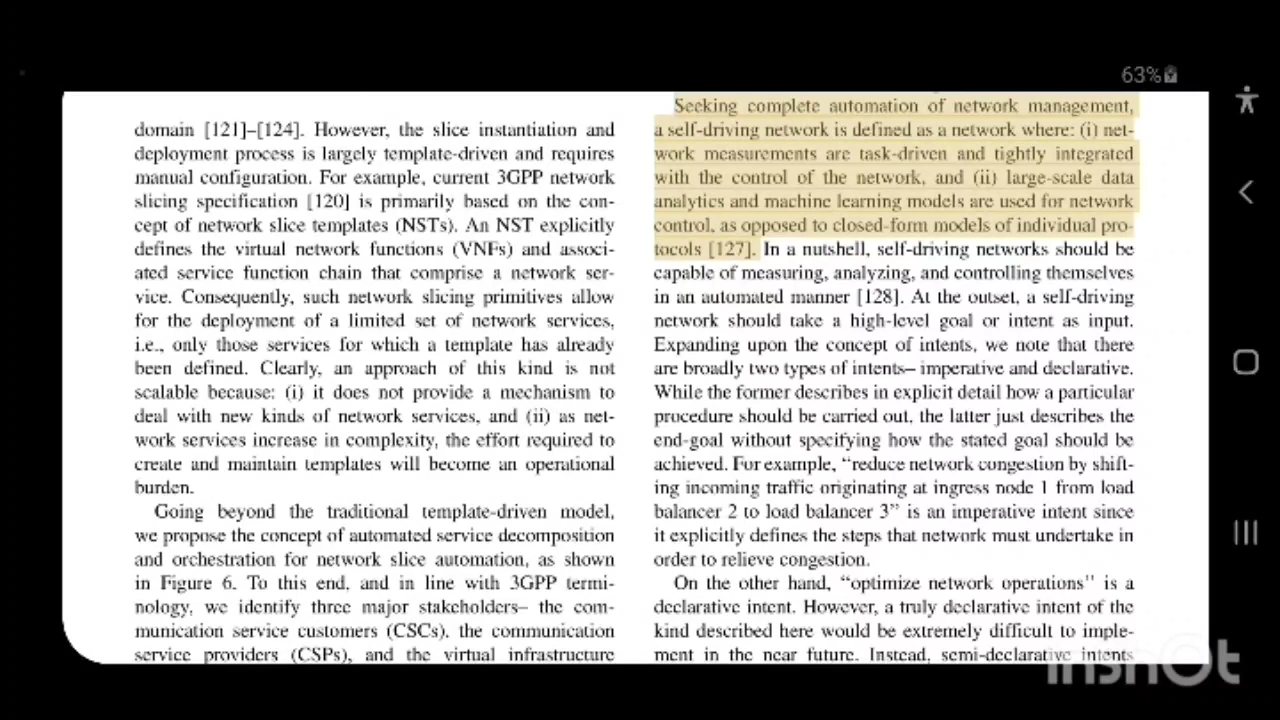 63%
domain [121]–[124]. However, the slice instantiation and
deployment process is largely template-driven and requires
manual configuration. For example, current 3GPP network
slicing specification [120] is primarily based on the con-
cept of network slice templates (NSTs). An NST explicitly
defines the virtual network functions (VNFs) and associ-
ated service function chain that comprise a network ser-
vice. Consequently, such network slicing primitives allow
for the deployment of a limited set of network services,
i.e., only those services for which a template has already
been defined. Clearly, an approach of this kind is not
scalable because: (i) it does not provide a mechanism to
deal with new kinds of network services, and (ii) as net-
work services increase in complexity, the effort required to
create and maintain templates will become an operational
burden.
Going beyond the traditional template-driven model,
we propose the concept of automated service decomposition
and orchestration for network slice automation, as shown
in Figure 6. To this end, and in line with 3GPP termi-
nology, we identify three major stakeholders– the com-
munication service customers (CSCs), the communication
service providers (CSPs), and the virtual infrastructure
Seeking complete automation of network management,
a self-driving network is defined as a network where: (i) net-
work measurements are task-driven and tightly integrated
with the control of the network, and (ii) large-scale data
analytics and machine learning models are used for network
control, as opposed to closed-form models of individual pro-
tocols [127]. In a nutshell, self-driving networks should be
capable of measuring, analyzing, and controlling themselves
in an automated manner [128]. At the outset, a self-driving
network should take a high-level goal or intent as input.
Expanding upon the concept of intents, we note that there
are broadly two types of intents– imperative and declarative.
While the former describes in explicit detail how a particular
procedure should be carried out, the latter just describes the
end-goal without specifying how the stated goal should be
achieved. For example, “reduce network congestion by shift-
ing incoming traffic originating at ingress node 1 from load
balancer 2 to load balancer 3” is an imperative intent since
it explicitly defines the steps that network must undertake in
order to relieve congestion.
On the other hand, “optimize network operations” is a
declarative intent. However, a truly declarative intent of the
kind described here would be extremely difficult to imple-
ment in the near future. Instead, semi-declarative intents
InShOt